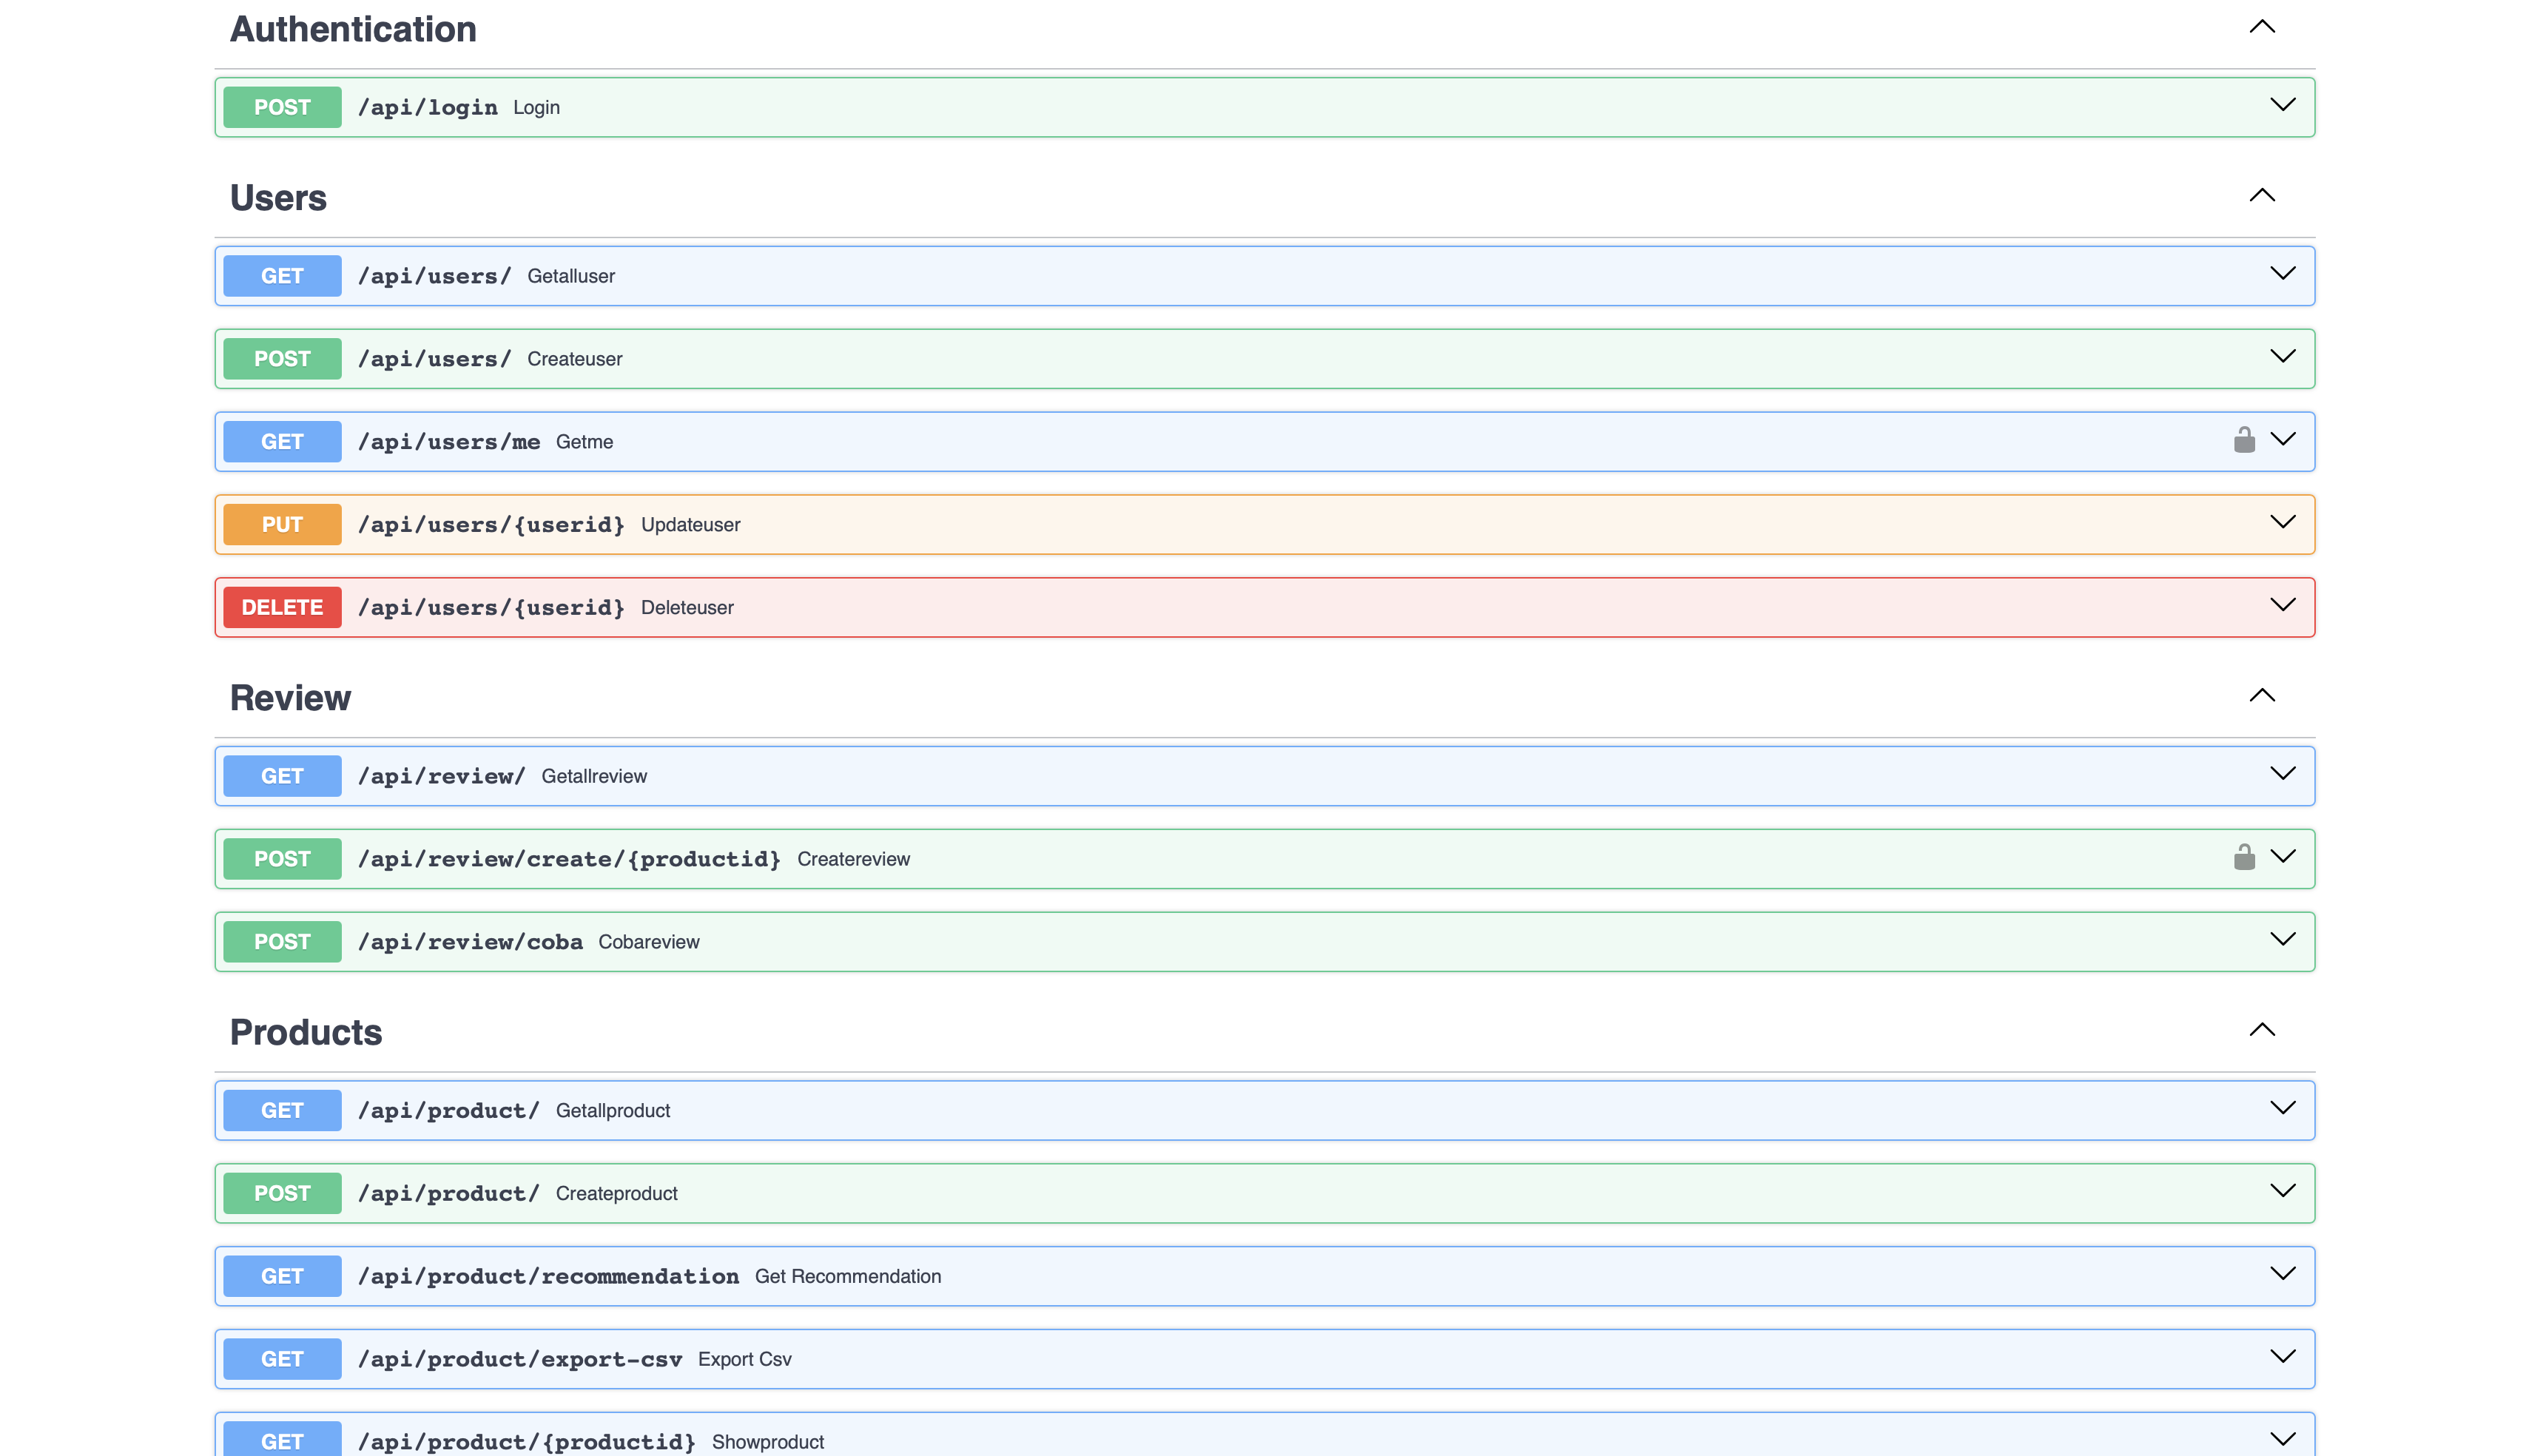 Authentication
POST /api/login Login
Users
GET /api/users/ Getalluser
POST /api/users/ Createuser
GET /api/users/me Getme
PUT /api/users/{userid} Updateuser
DELETE /api/users/{userid} Deleteuser
Review
GET /api/review/ Getallreview
POST /api/review/create/{productid} Createreview
POST /api/review/coba Cobareview
Products
GET /api/product/ Getallproduct
POST /api/product/ Createproduct
GET /api/product/recommendation Get Recommendation
GET /api/product/export-csv Export Csv
GET /api/product/{productid} Showproduct